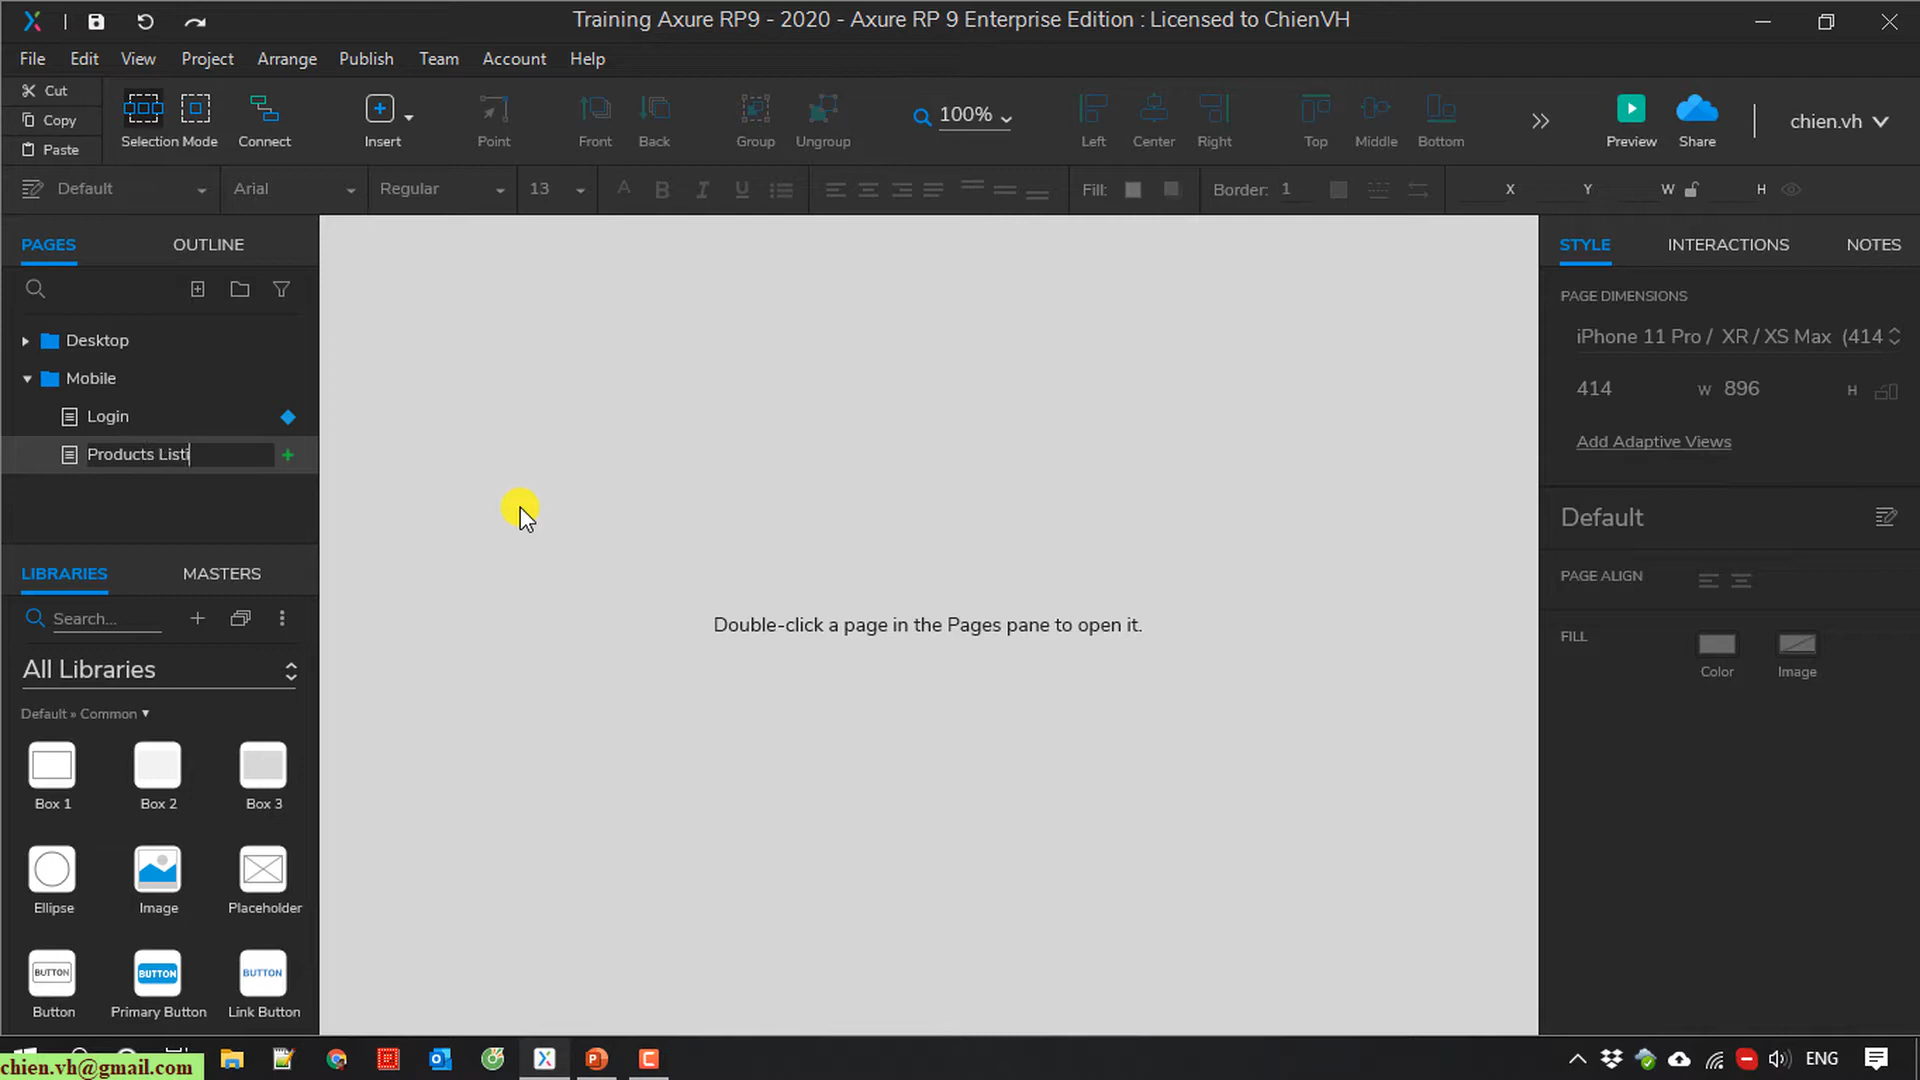 Training Axure RP9 - 2020 - Axure RP 9 Enterprise Edition : Licensed to ChienVH
File Edit View Project Arrange Publish Team Account Help
Cut
Copy
Paste
Selection Mode Connect Insert Point Front Back Group Ungroup 100% Left Center Right Top Middle Bottom Preview Share chien.vh
Default Arial Regular 13 Fill: Border: 1 X Y W H
PAGES OUTLINE
Desktop
Mobile
Login
Products Listi
LIBRARIES MASTERS
Search...
All Libraries
Default » Common
Box 1 Box 2 Box 3
Ellipse Image Placeholder
BUTTON BUTTON BUTTON
Button Primary Button Link Button
Double-click a page in the Pages pane to open it.
STYLE INTERACTIONS NOTES
PAGE DIMENSIONS
iPhone 11 Pro / XR / XS Max (414
414 W 896 H
Add Adaptive Views
Default
PAGE ALIGN
FILL
Color Image
chien.vh@gmail.com
ENG